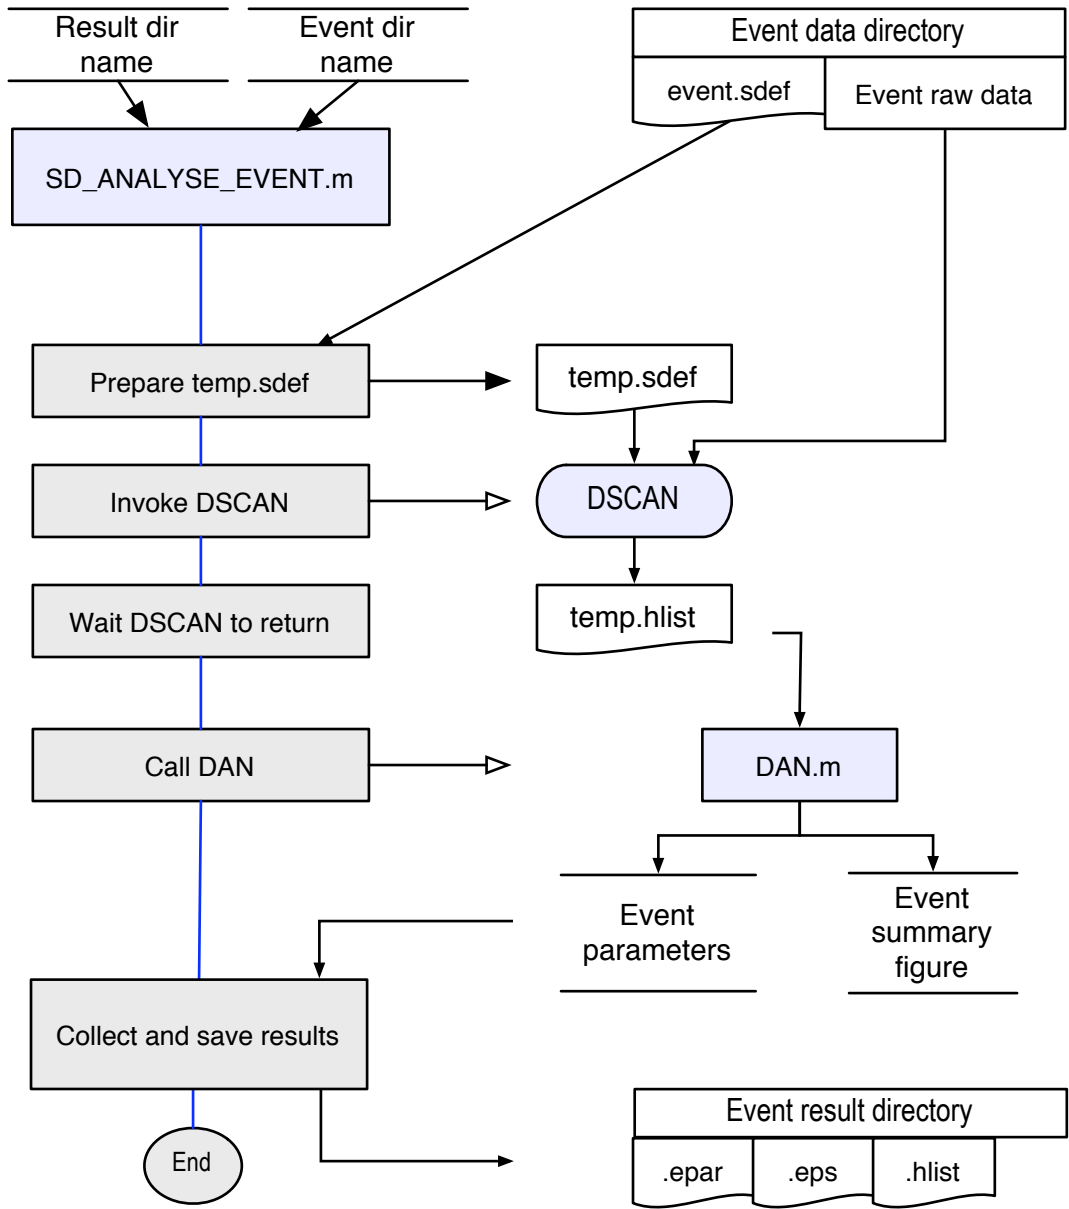 Result dir
name
Event dir
name
Event data directory
event.sdef
Event raw data
SD_ANALYSE_EVENT.m
Prepare temp.sdef
temp.sdef
Invoke DSCAN
DSCAN
Wait DSCAN to return
temp.hlist
Call DAN
DAN.m
Event
parameters
Event
summary
figure
Collect and save results
Event result directory
.epar
.eps
.hlist
End